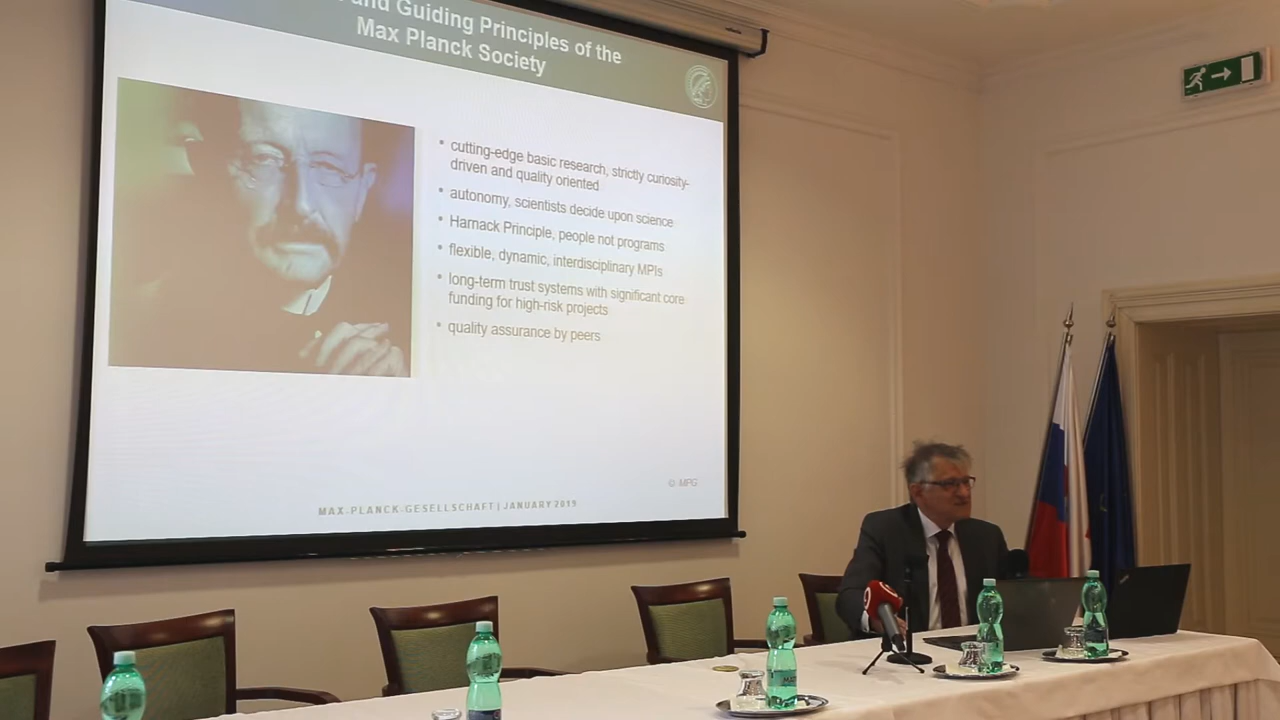 and Guiding Principles of the
Max Planck Society
• cutting-edge basic research, strictly curiosity-
driven and quality oriented
• autonomy, scientists decide upon science
• Harnack Principle, people not programs
• flexible, dynamic, interdisciplinary MPIs
• long-term trust systems with significant core
funding for high-risk projects
• quality assurance by peers
© MPG
MAX-PLANCK-GESELLSCHAFT | JANUARY 2019